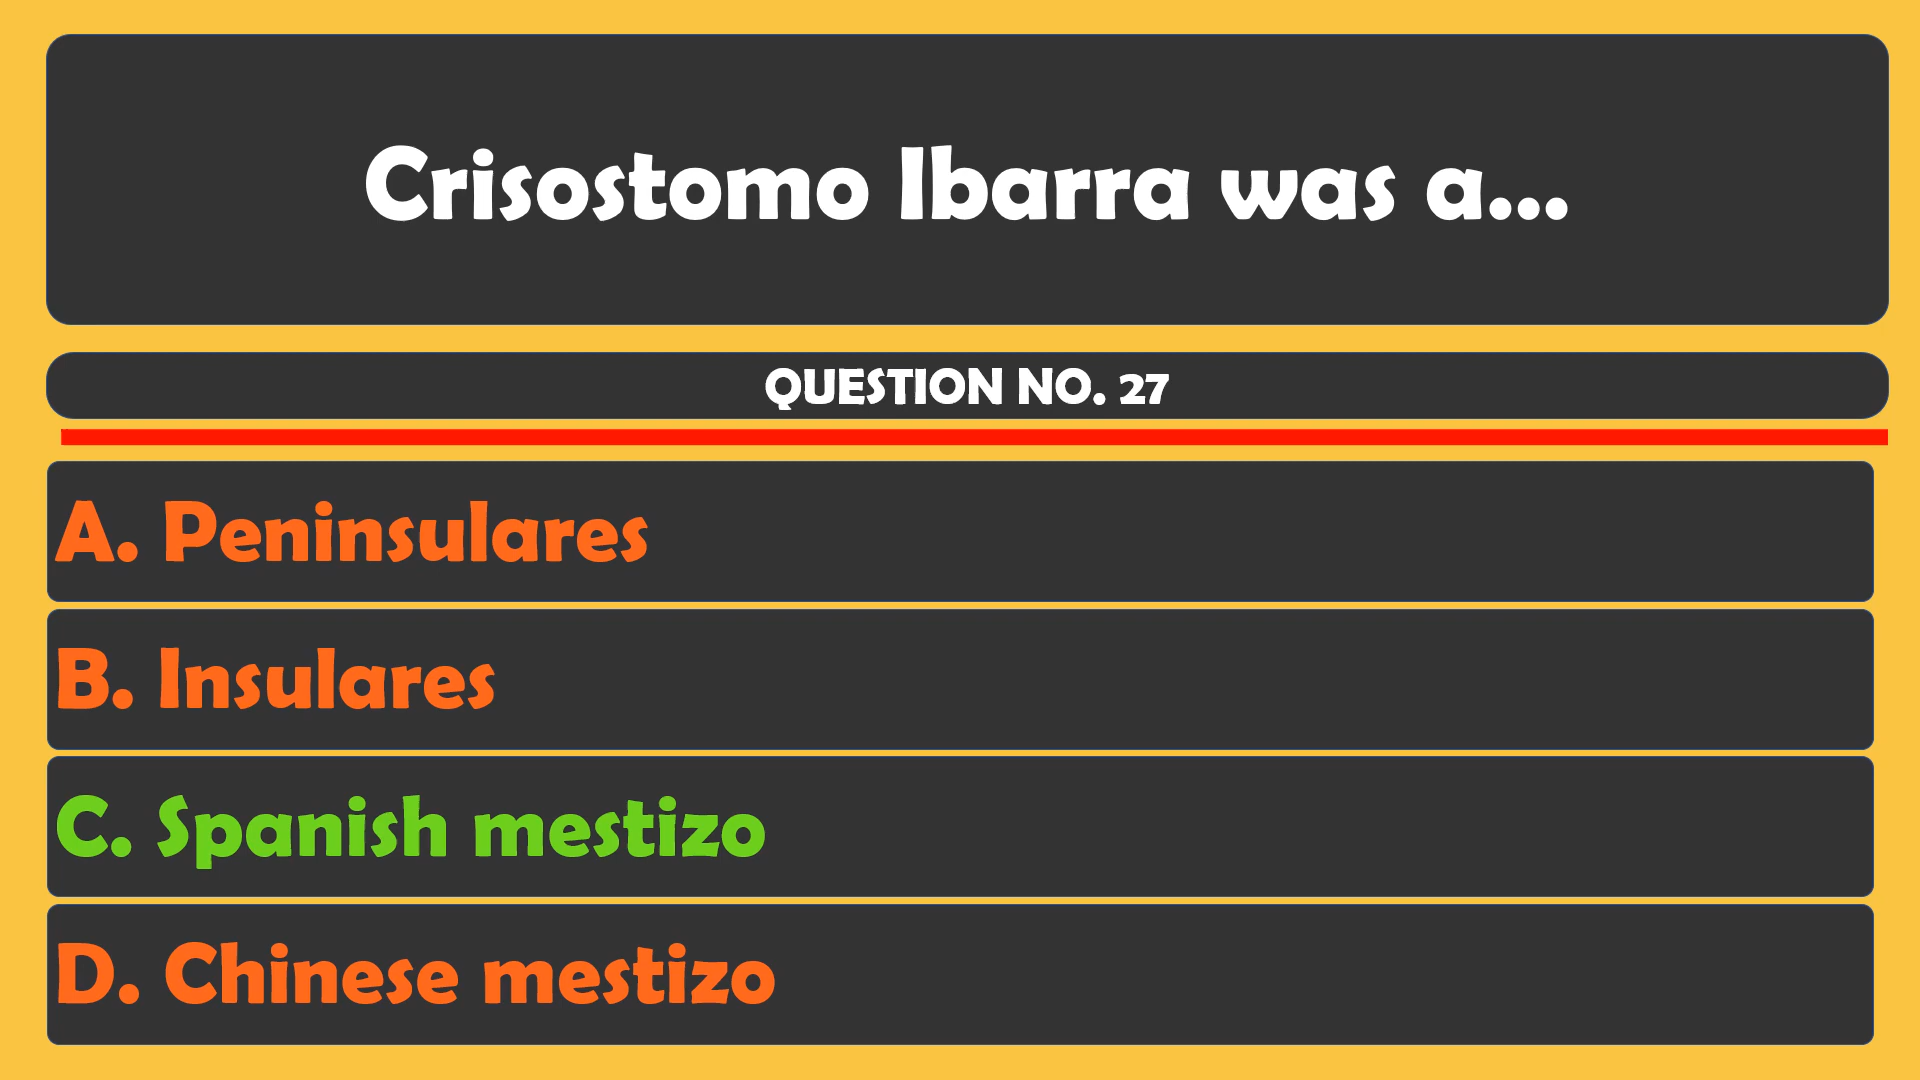 Crisostomo Ibarra was a...
QUESTION NO. 27
A. Peninsulares
B. Insulares
C. Spanish mestizo
D. Chinese mestizo